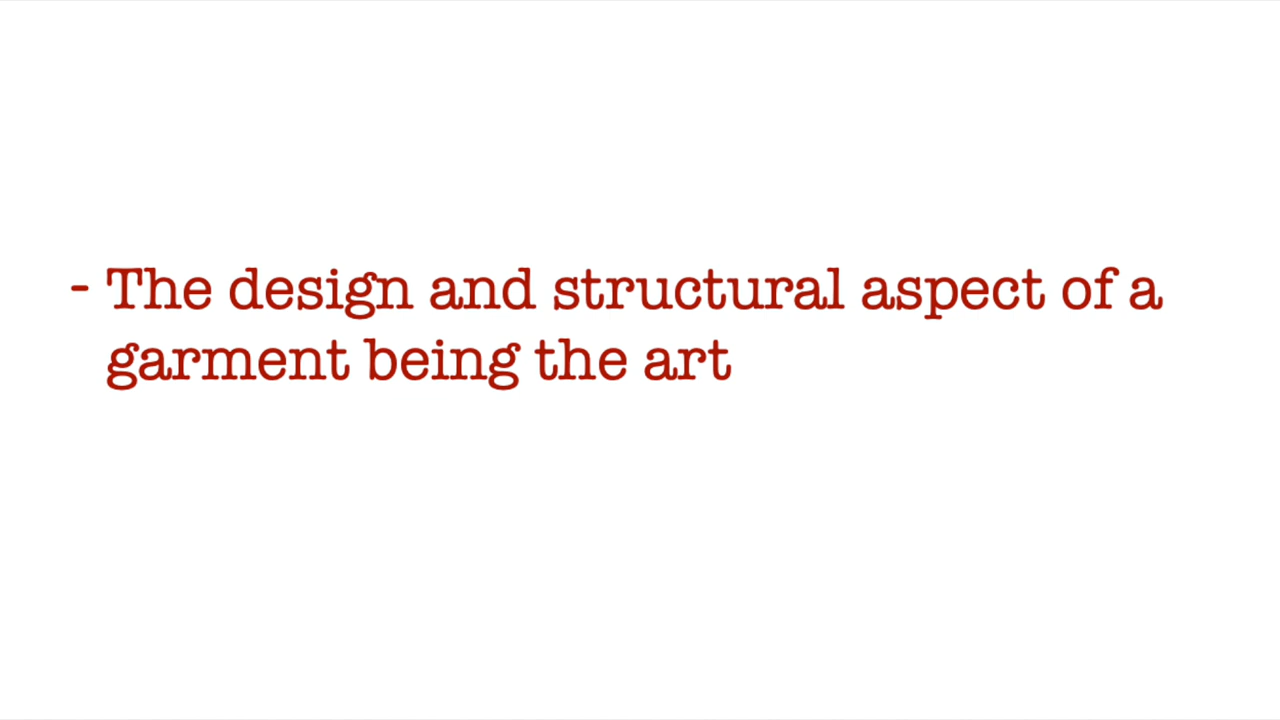 - The design and structural aspect of a
garment being the art